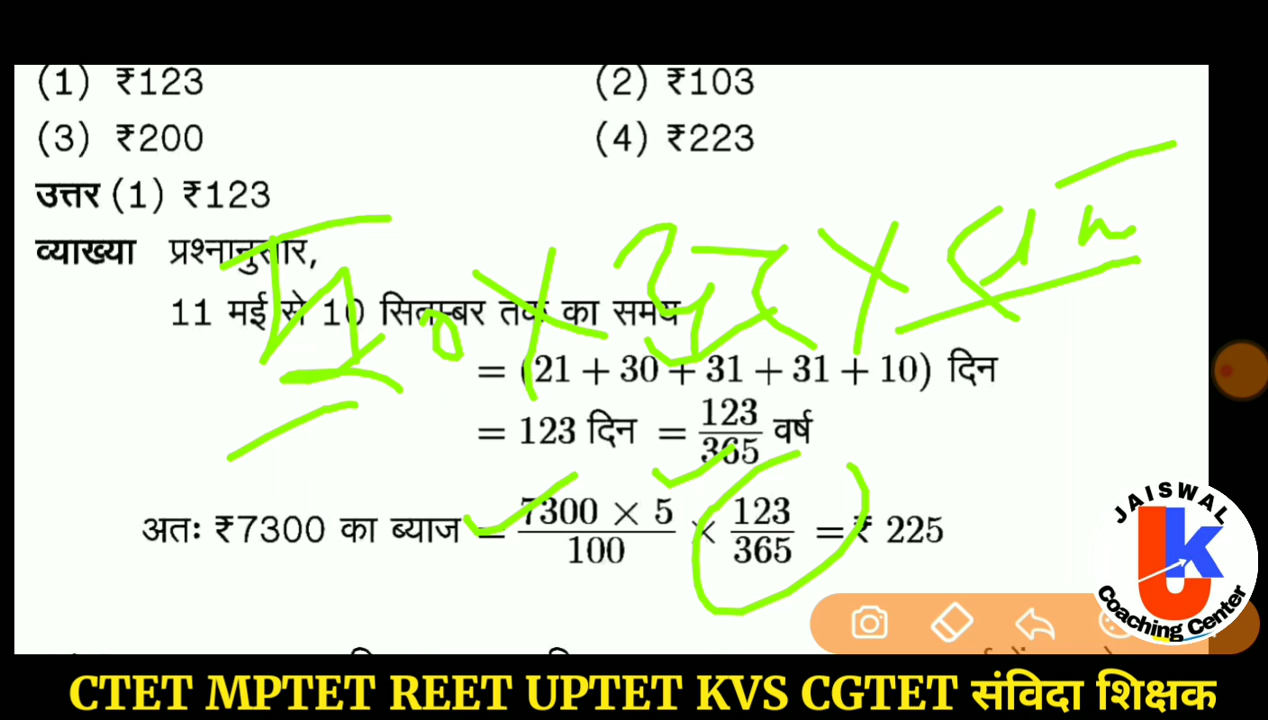 (1) ₹123 (2) ₹103
(3) ₹200 (4) ₹223
उत्तर (1) ₹123
व्याख्या प्रश्नानुसार,
11 मई से 10 सितम्बर तक का समय
= (21 + 30 + 31 + 31 + 10) दिन
= 123 दिन = 123/365 वर्ष
अतः ₹7300 का ब्याज = 7300 × 5/100 × 123/365 = ₹ 225
JAISWAL
JK
Coaching Center
CTET MPTET REET UPTET KVS CGTET संविदा शिक्षक